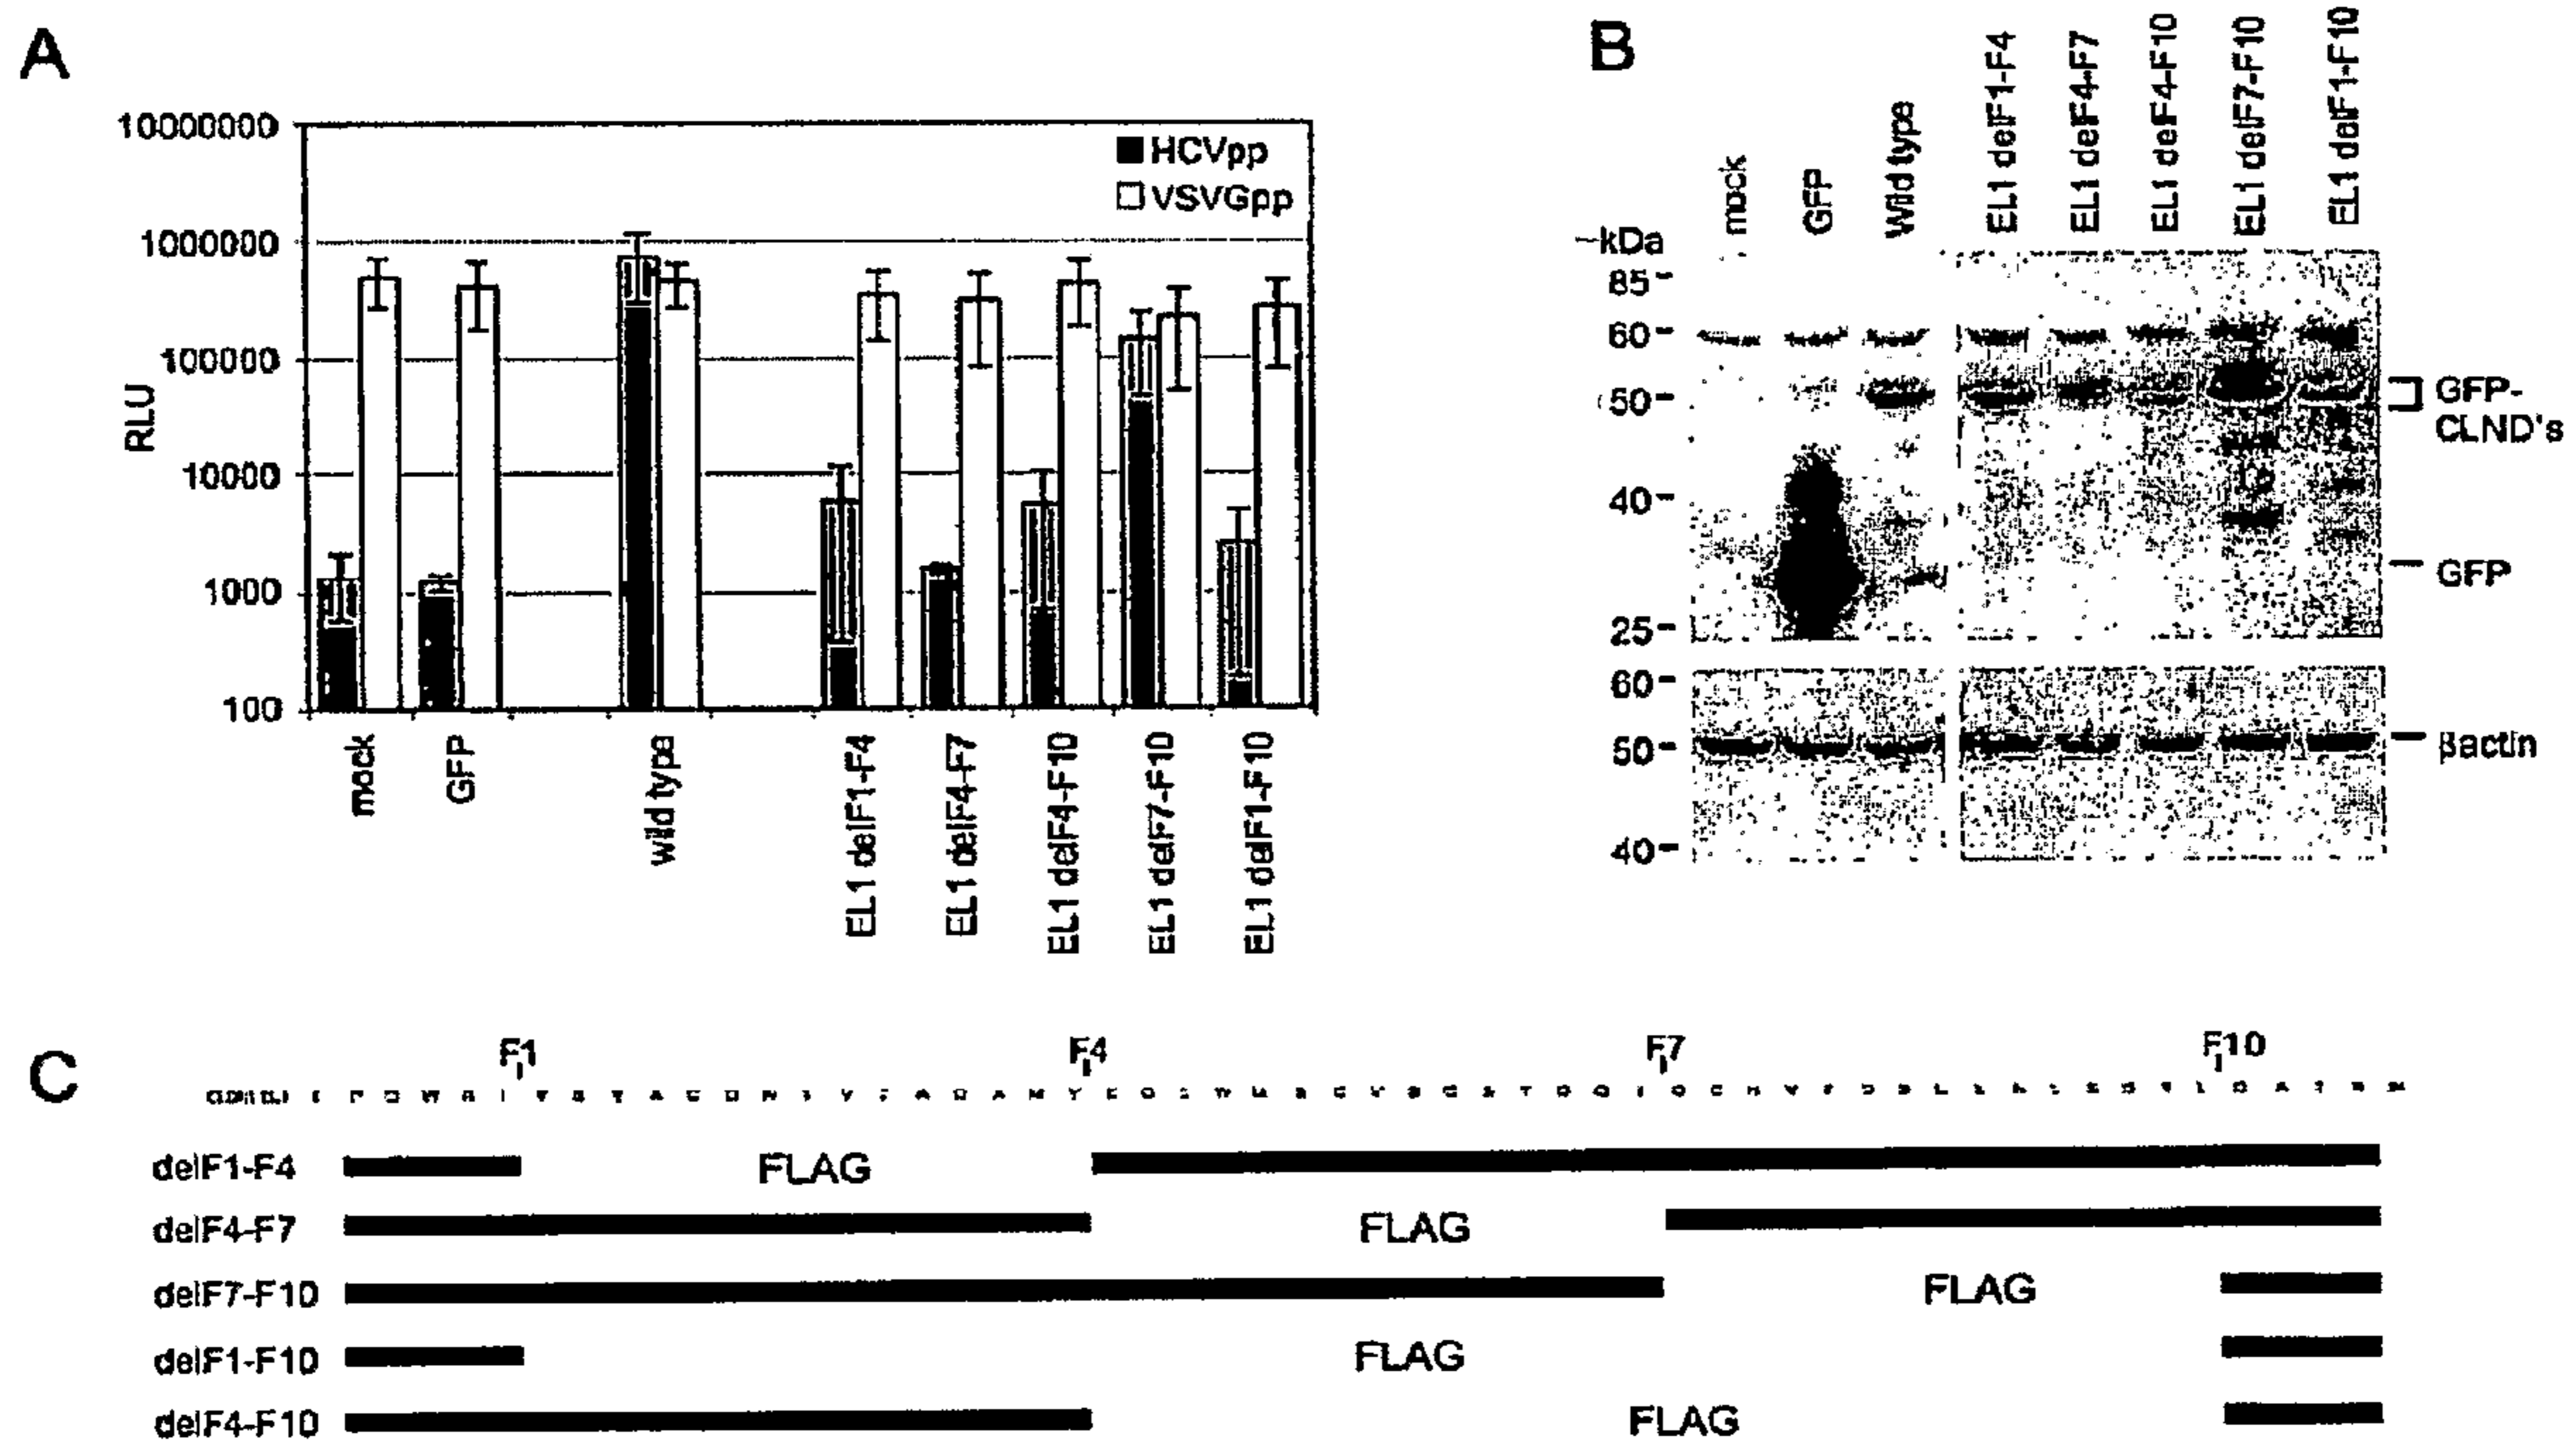 A
10000000
1000000
100000
10000
1000
100
RLU
HCVpp
VSVGpp
mock
GFP
wild type
EL1 delF1-F4
EL1 delF4-F7
EL1 delF4-F10
EL1 delF7-F10
EL1 delF1-F10
B
mock
GFP
Wild type
EL1 delF1-F4
EL1 delF4-F7
EL1 delF4-F10
EL1 delF7-F10
EL1 delF1-F10
kDa
85
60
50
40
25
GFP-
CLND's
GFP
60
50
40
βactin
C
F1 F4 F7 F10
delF1-F4 FLAG
delF4-F7 FLAG
delF7-F10 FLAG
delF1-F10 FLAG
delF4-F10 FLAG